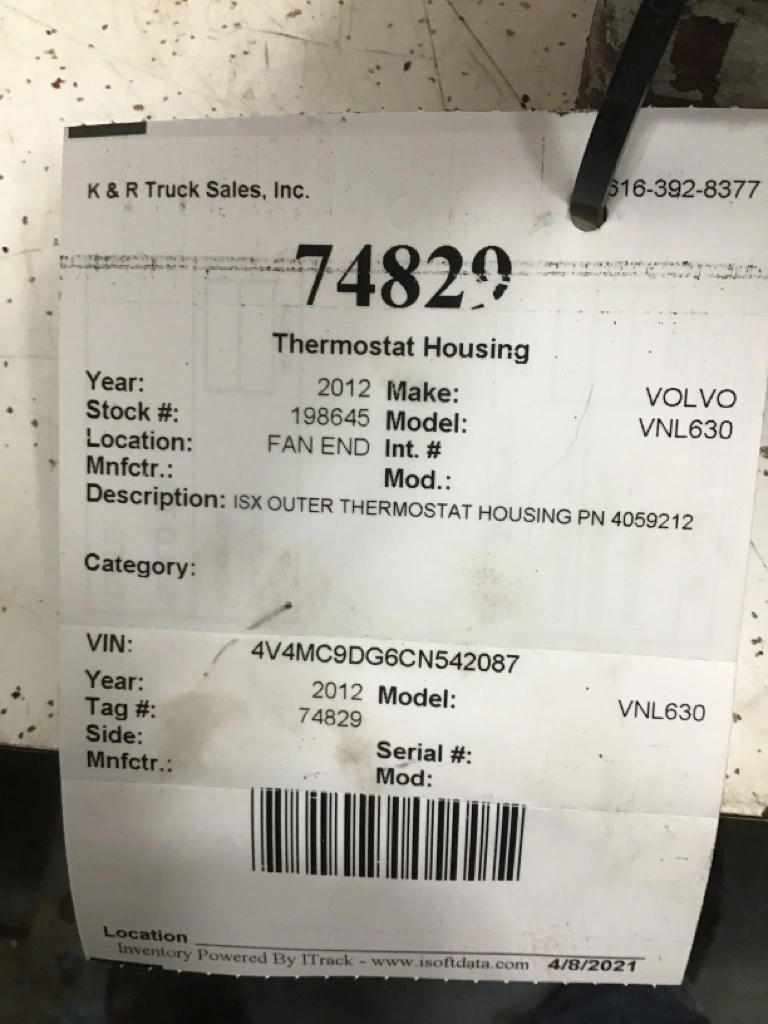 K & R Truck Sales, Inc. 616-392-8377
74829
Thermostat Housing
Year: 2012 Make: VOLVO
Stock #: 198645 Model: VNL630
Location: FAN END Int. #
Mnfctr.: Mod.:
Description: ISX OUTER THERMOSTAT HOUSING PN 4059212
Category:
VIN: 4V4MC9DG6CN542087
Year: 2012 Model: VNL630
Tag #: 74829
Side: Serial #:
Mnfctr.: Mod:
Location
Inventory Powered By ITrack - www.isoftdata.com 4/8/2021